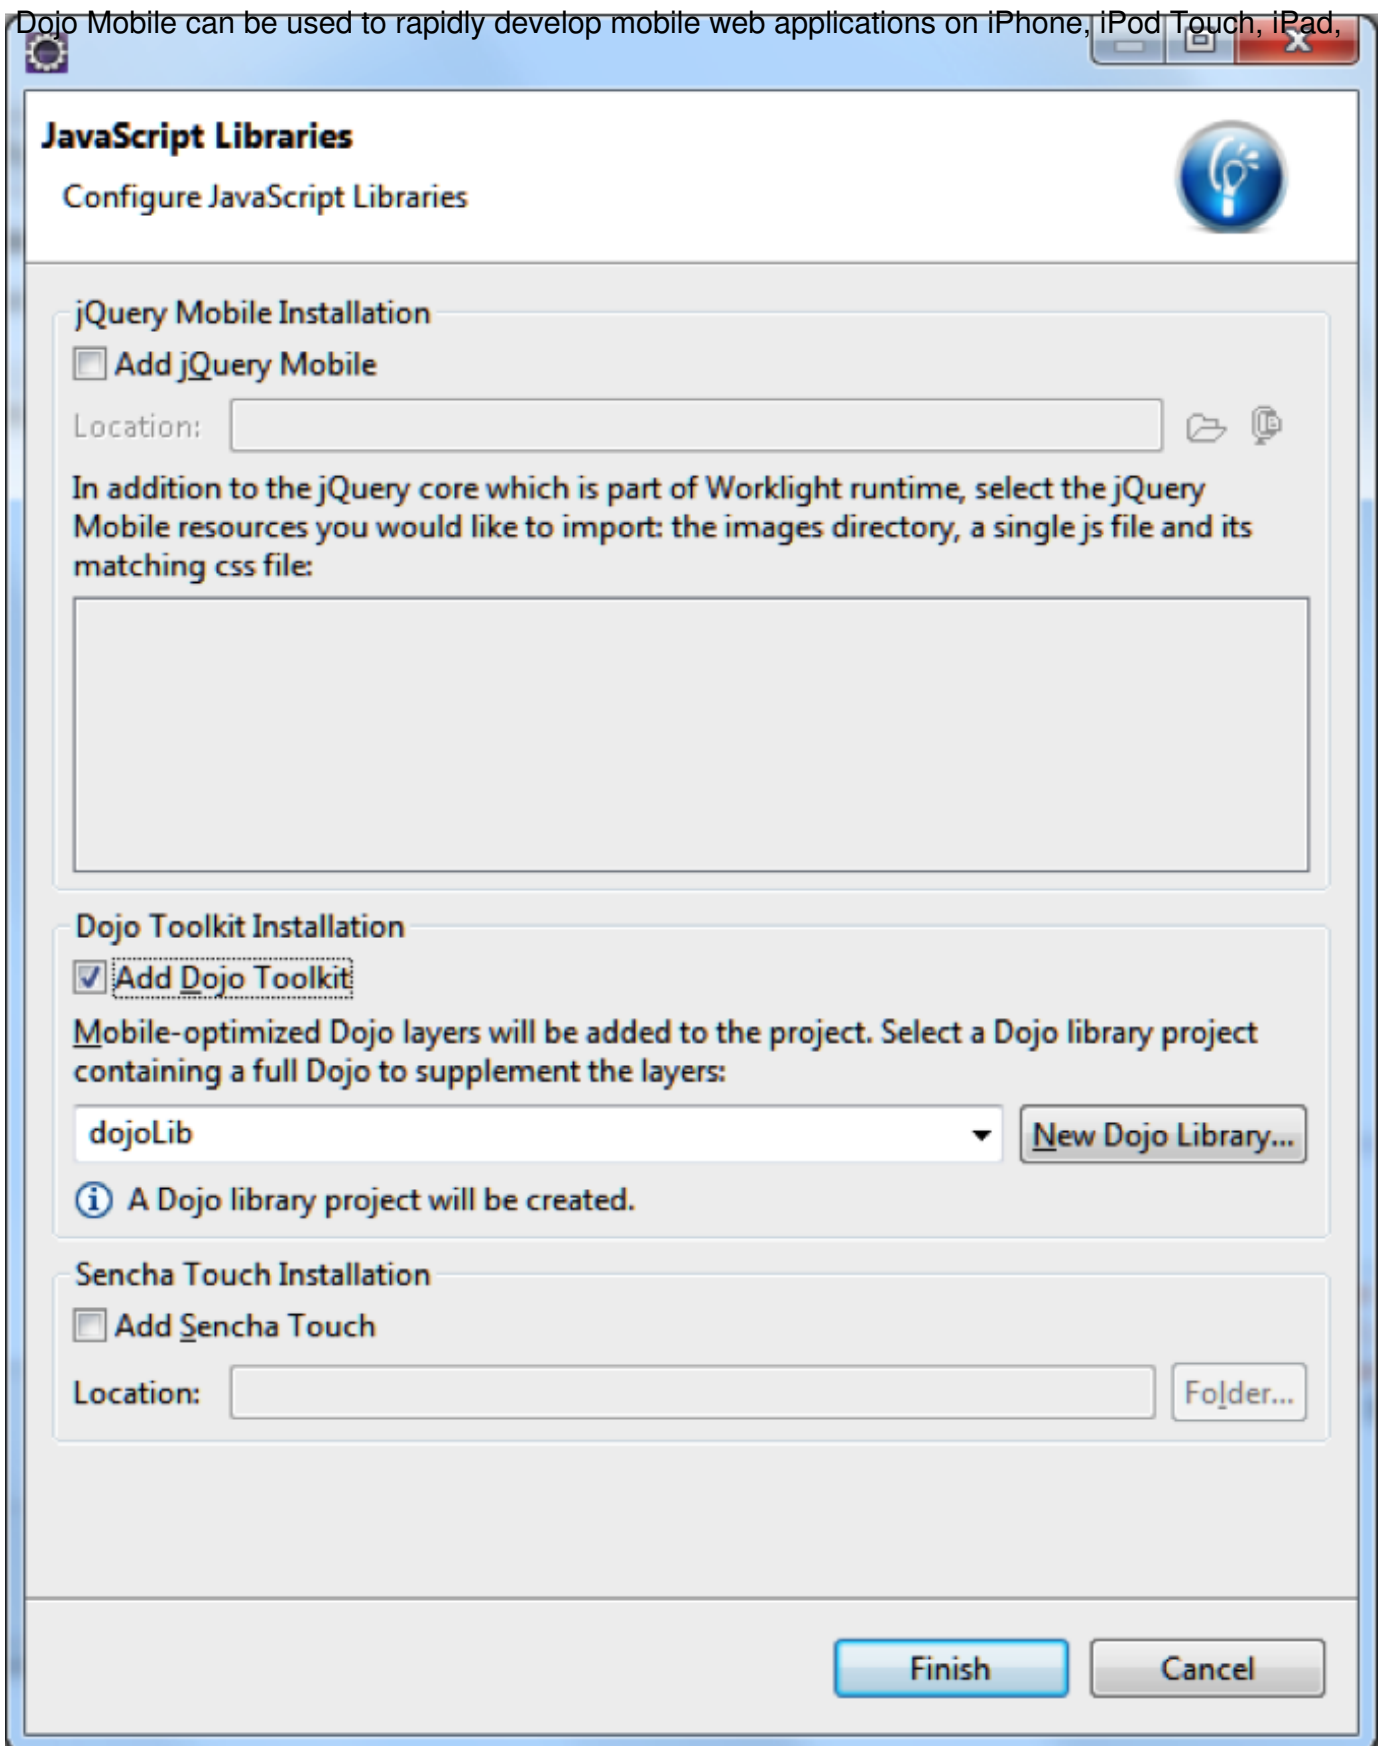 Dojo Mobile can be used to rapidly develop mobile web applications on iPhone, iPod Touch, iPad,
JavaScript Libraries
Configure JavaScript Libraries
jQuery Mobile Installation
Add jQuery Mobile
Location:
In addition to the jQuery core which is part of Worklight runtime, select the jQuery
Mobile resources you would like to import: the images directory, a single js file and its
matching css file:
Dojo Toolkit Installation
Add Dojo Toolkit
Mobile-optimized Dojo layers will be added to the project. Select a Dojo library project
containing a full Dojo to supplement the layers:
dojoLib
New Dojo Library...
A Dojo library project will be created.
Sencha Touch Installation
Add Sencha Touch
Location:
Folder...
Finish
Cancel